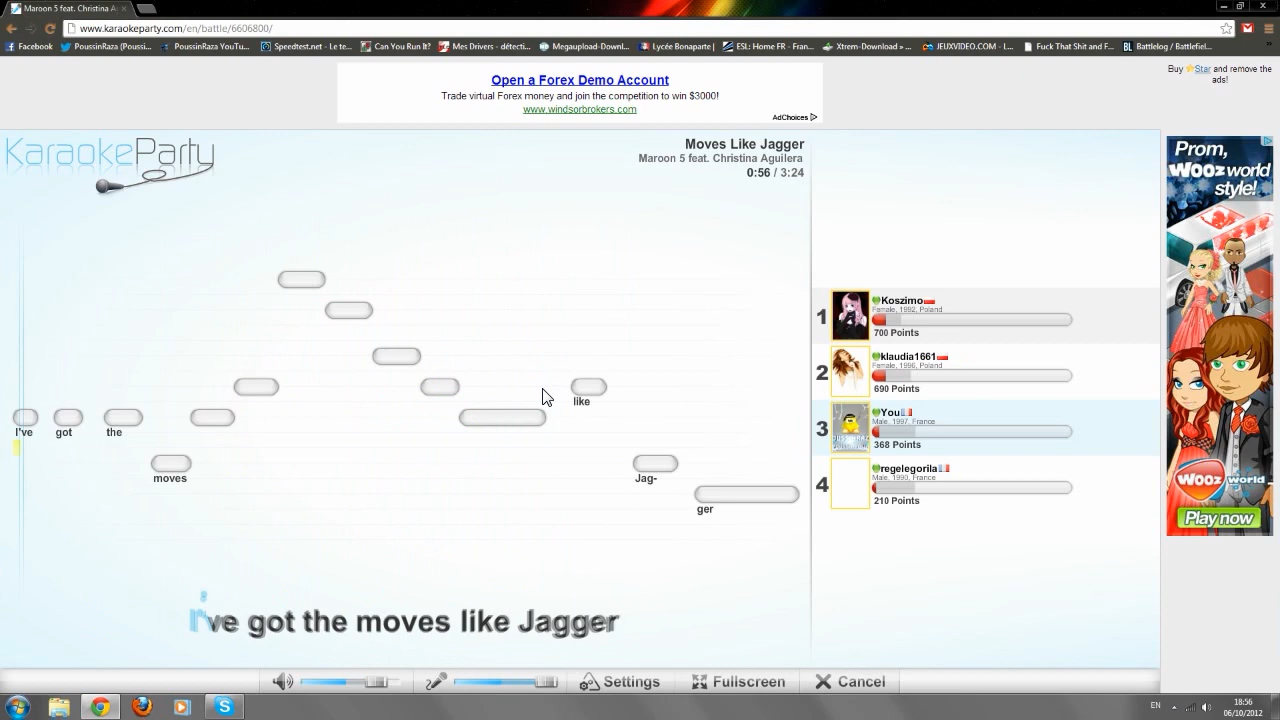 Moves Like Jagger
Maroon 5 feat. Christina A
www.karaokeparty.com/en/battle/6606800/
Facebook
PoussinRaza (Poussi...
PoussinRaza YouTu...
Speedtest.net - Le te...
Can You Run It?
Mes Drivers - détecti...
Megaupload-Downl...
Lycée Bonaparte |
ESL: Home FR - Fran...
Xtrem-Download » ...
JEUXVIDEO.COM - L...
Fuck That Shit and F...
Battlelog / Battlefiel...
Open a Forex Demo Account
Trade virtual Forex money and join the competition to win $3000!
www.windsorbrokers.com
AdChoices
Buy Star and remove the
ads!
KaraokeParty
Moves Like Jagger
Maroon 5 feat. Christina Aguilera
0:56 / 3:24
Prom,
Woozworld
style!
1
Koszimo
Female, 1992, Poland
700 Points
2
klaudia1661
Female, 1996, Poland
690 Points
3
You
Male, 1997, France
368 Points
4
regelegorila
Male, 1990, France
210 Points
like
I've
got
the
moves
Jag-
ger
Woozworld
Play now
I've got the moves like Jagger
Settings
Fullscreen
Cancel
EN
18:56
06/10/2012